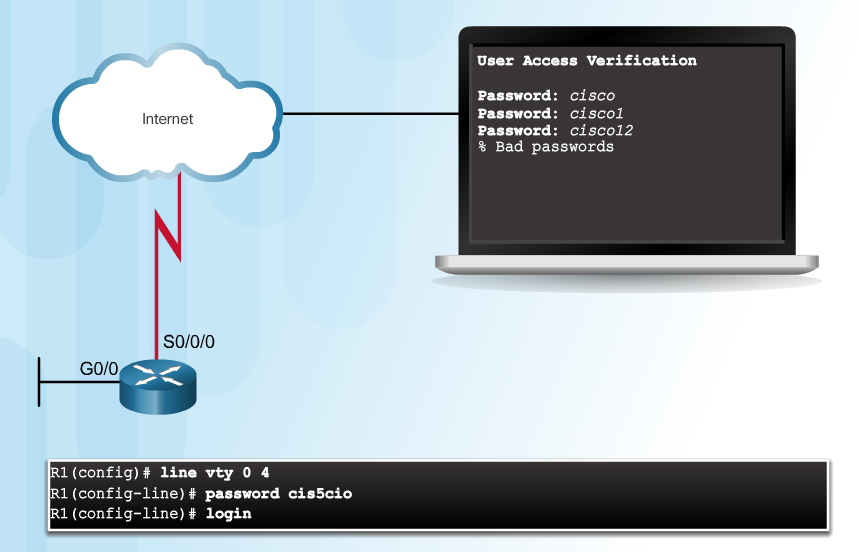 User Access Verification
Password: cisco
Password: cisco1
Password: cisco12
% Bad passwords
Internet
S0/0/0
G0/0
R1(config)# line vty 0 4
R1(config-line)# password cis5cio
R1(config-line)# login